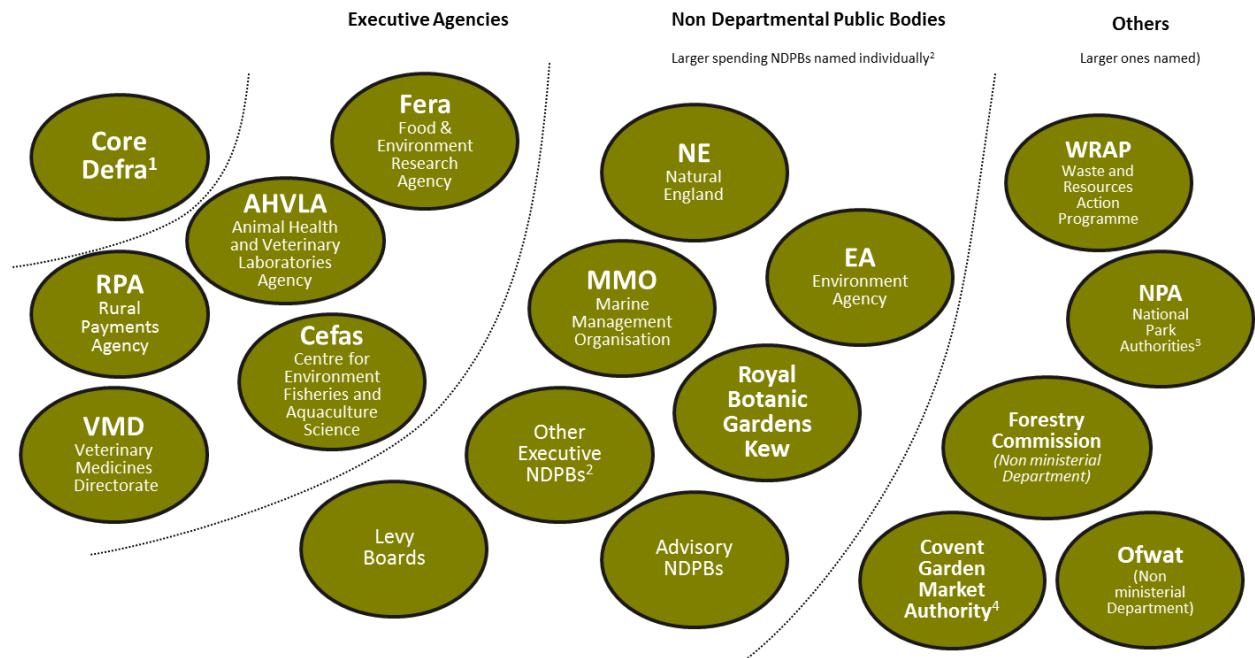 Executive Agencies
Non Departmental Public Bodies
Others
Larger spending NDPBs named individually²
Larger ones named)
Core
Defra¹
Fera
Food &
Environment
Research
Agency
AHVLA
Animal Health
and Veterinary
Laboratories
Agency
RPA
Rural
Payments
Agency
Cefas
Centre for
Environment
Fisheries and
Aquaculture
Science
VMD
Veterinary
Medicines
Directorate
NE
Natural
England
EA
Environment
Agency
MMO
Marine
Management
Organisation
Royal
Botanic
Gardens
Kew
Other
Executive
NDPBs²
Levy
Boards
Advisory
NDPBs
WRAP
Waste and
Resources
Action
Programme
NPA
National
Park
Authorities³
Forestry
Commission
(Non ministerial
Department)
Covent
Garden
Market
Authority⁴
Ofwat
(Non
ministerial
Department)